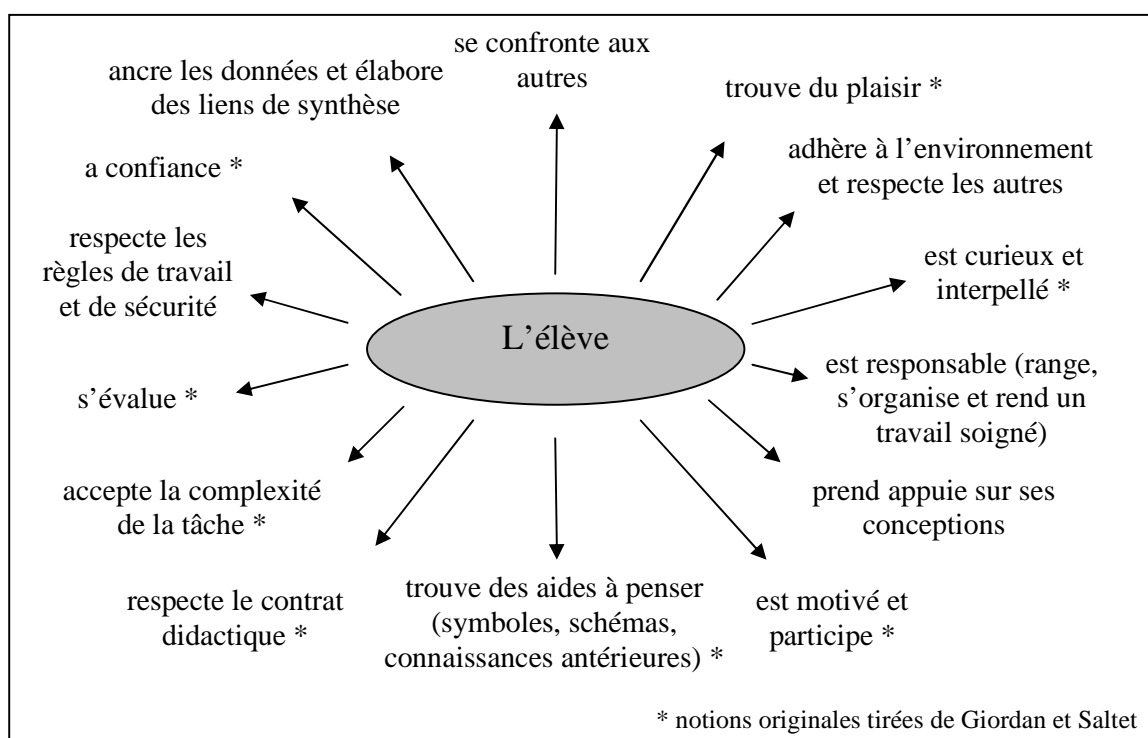 se confronte aux
autres
ancre les données et élabore
des liens de synthèse
trouve du plaisir *
a confiance *
adhère à l’environnement
et respecte les autres
respecte les
règles de travail
et de sécurité
est curieux et
interpellé *
L’élève
s’évalue *
est responsable (range,
s’organise et rend un
travail soigné)
accepte la complexité
de la tâche *
prend appuie sur ses
conceptions
respecte le contrat
didactique *
trouve des aides à penser
(symboles, schémas,
connaissances antérieures) *
est motivé et
participe *
* notions originales tirées de Giordan et Saltet